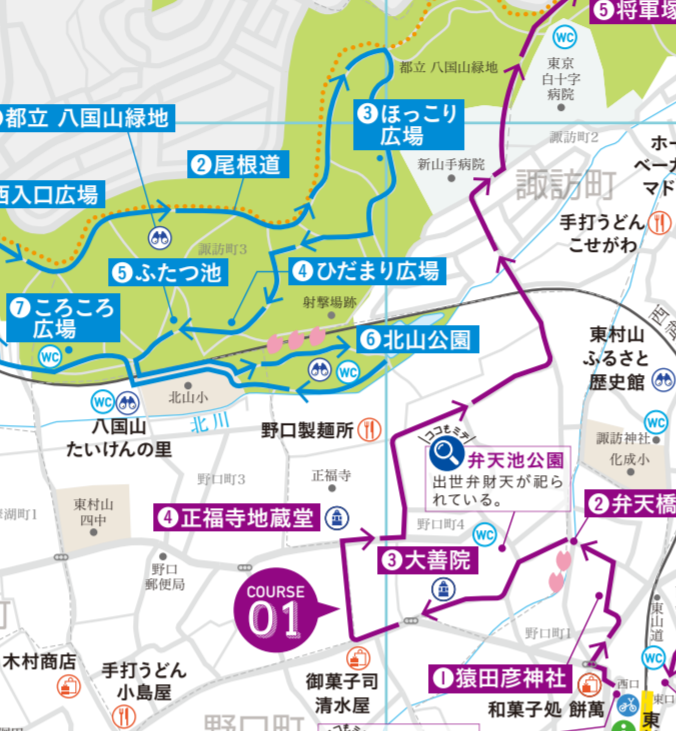 ❺将軍塚
WC
東京
白十字
病院
都立 八国山緑地
諏訪町2
都立 八国山緑地
❸ほっこり
広場
❷尾根道
新山手病院
諏訪町
西入口広場
手打うどん
こせがわ
諏訪町3
❺ふたつ池
❹ひだまり広場
射撃場跡
❼ころころ
広場
WC
❻北山公園
WC
東村山
ふるさと
歴史館
WC
北山小
北川
八国山
たいけんの里
野口製麺所
ココもミテ
弁天池公園
出世弁財天が祀ら
れている。
WC
諏訪神社
化成小
野口町3
正福寺
東村山
四中
❹正福寺地蔵堂
野口町4
WC
❷弁天橋
❸大善院
野口
郵便局
COURSE
01
野口町1
東村山
WC
木村商店
手打うどん
小島屋
御菓子司
清水屋
❶猿田彦神社
西口
東口
和菓子処 餅萬
野口町